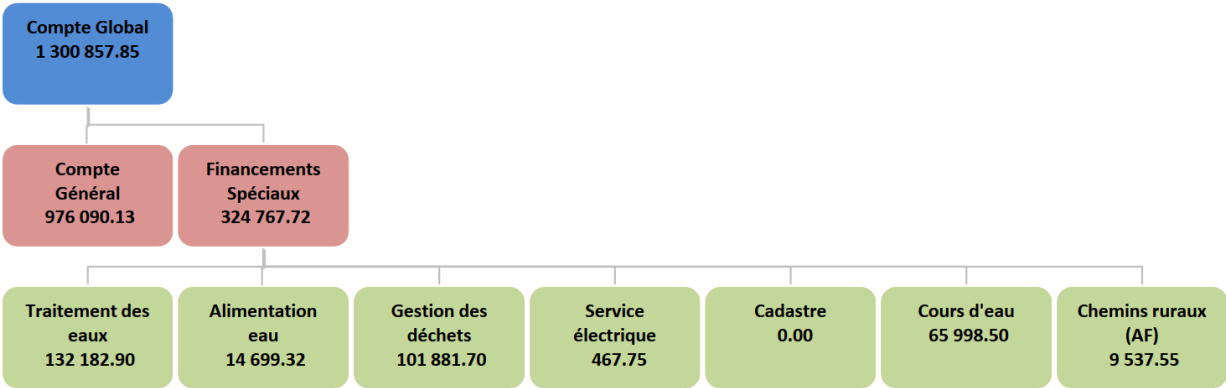 Compte Global
1 300 857.85
Compte
Général
976 090.13
Financements
Spéciaux
324 767.72
Traitement des
eaux
132 182.90
Alimentation
eau
14 699.32
Gestion des
déchets
101 881.70
Service
électrique
467.75
Cadastre
0.00
Cours d'eau
65 998.50
Chemins ruraux
(AF)
9 537.55